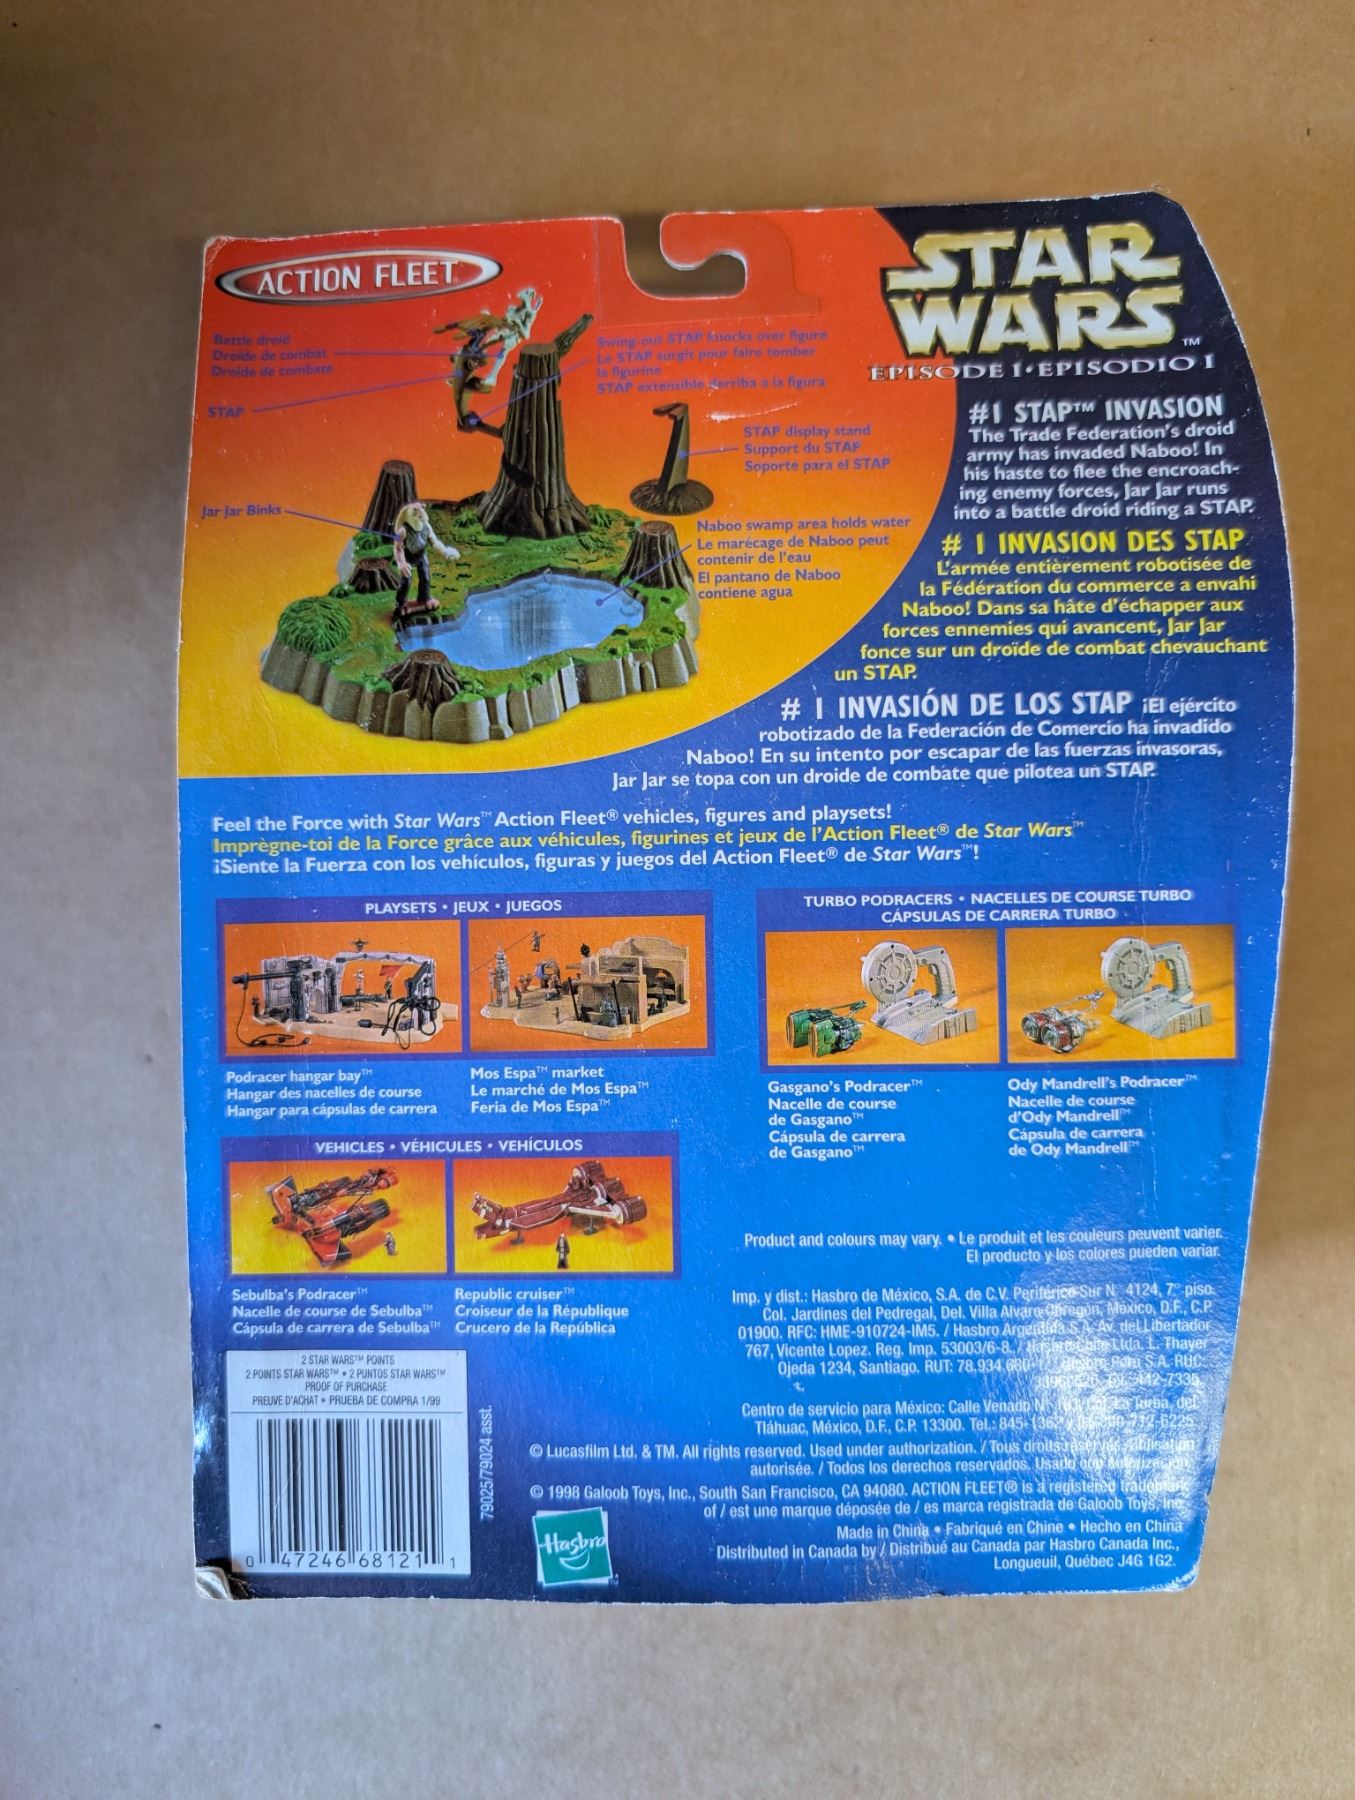 ACTION FLEET
STAR
WARS™
EPISODE I • EPISODIO I
Battle droid
Droïde de combat
Droide de combate
STAP
Swing-out STAP knocks over figure
Le STAP surgit pour faire tomber
la figurine
STAP extensible derriba a la figura
STAP display stand
Support du STAP
Soporte para el STAP
Jar Jar Binks
Naboo swamp area holds water
Le marécage de Naboo peut
contenir de l'eau
El pantano de Naboo
contiene agua
#1 STAP™ INVASION
The Trade Federation's droid
army has invaded Naboo! In
his haste to flee the encroach-
ing enemy forces, Jar Jar runs
into a battle droid riding a STAP.
# 1 INVASION DES STAP
L'armée entièrement robotisée de
la Fédération du commerce a envahi
Naboo! Dans sa hâte d'échapper aux
forces ennemies qui avancent, Jar Jar
fonce sur un droïde de combat chevauchant
un STAP.
# 1 INVASIÓN DE LOS STAP ¡El ejército
robotizado de la Federación de Comercio ha invadido
Naboo! En su intento por escapar de las fuerzas invasoras,
Jar Jar se topa con un droide de combate que pilotea un STAP.
Feel the Force with Star Wars™ Action Fleet® vehicles, figures and playsets!
Imprègne-toi de la Force grâce aux véhicules, figurines et jeux de l'Action Fleet® de Star Wars™
¡Siente la Fuerza con los vehículos, figuras y juegos del Action Fleet® de Star Wars™!
PLAYSETS • JEUX • JUEGOS
Podracer hangar bay™
Hangar des nacelles de course
Hangar para cápsulas de carrera
Mos Espa™ market
Le marché de Mos Espa™
Feria de Mos Espa™
TURBO PODRACERS • NACELLES DE COURSE TURBO
CÁPSULAS DE CARRERA TURBO
Gasgano's Podracer™
Nacelle de course
de Gasgano™
Cápsula de carrera
de Gasgano™
Ody Mandrell's Podracer™
Nacelle de course
d'Ody Mandrell™
Cápsula de carrera
de Ody Mandrell™
VEHICLES • VÉHICULES • VEHÍCULOS
Sebulba's Podracer™
Nacelle de course de Sebulba™
Cápsula de carrera de Sebulba™
Republic cruiser™
Croiseur de la République
Crucero de la República
Product and colours may vary. • Le produit et les couleurs peuvent varier.
El producto y los colores pueden variar.
Imp. y dist.: Hasbro de México, S.A. de C.V. Periférico Sur N° 4124, 7° piso.
Col. Jardines del Pedregal, Del. Villa Alvaro Obregón, México, D.F., C.P.
01900. RFC: HME-910724-IM5. / Hasbro Argentina S.A. Av. del Libertador
767, Vicente Lopez. Reg. Imp. 53003/6-8. / Hasbro Chile Ltda. L. Thayer
Ojeda 1234, Santiago. RUT: 78.934. Hasbro Perú S.A. RUC:
442-7335
Centro de servicio para México: Calle Venado N° Col. La Turba, del.
Tláhuac, México, D.F., C.P. 13300. Tel.: 845-1362
© Lucasfilm Ltd. & TM. All rights reserved. Used under authorization. / Tous droits réservés. Utilisation
autorisée. / Todos los derechos reservados. Usado con autorización.
© 1998 Galoob Toys, Inc., South San Francisco, CA 94080. ACTION FLEET® is a registered trademark
of / est une marque déposée de / es marca registrada de Galoob Toys, Inc.
Made in China • Fabriqué en Chine • Hecho en China
Distributed in Canada by / Distribué au Canada par Hasbro Canada Inc.,
Longueuil, Québec J4G 1G2.
Hasbro
2 STAR WARS™ POINTS
2 POINTS STAR WARS™ • 2 PUNTOS STAR WARS™
PROOF OF PURCHASE
PREUVE D'ACHAT • PRUEBA DE COMPRA 1/99
0 47246 68121 1
79025/79024 asst.